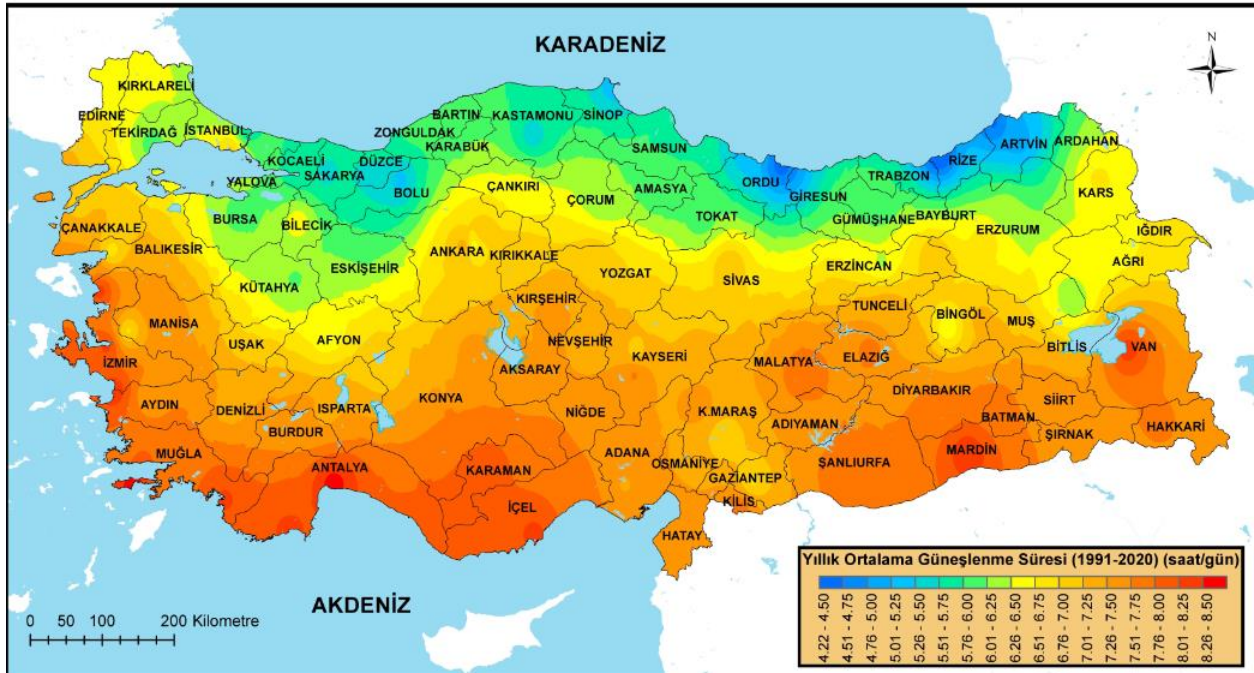 KARADENİZ
N
KIRKLARELİ
EDİRNE
TEKİRDAĞ
İSTANBUL
KOCAELİ
YALOVA
SAKARYA
DÜZCE
BOLU
ZONGULDAK
BARTIN
KARABÜK
KASTAMONU
SİNOP
SAMSUN
ÇANKIRI
ÇORUM
AMASYA
TOKAT
ORDU
GİRESUN
TRABZON
RİZE
ARTVİN
ARDAHAN
GÜMÜŞHANE
BAYBURT
ERZURUM
KARS
IĞDIR
AĞRI
ÇANAKKALE
BALIKESİR
BURSA
BİLECİK
ESKİŞEHİR
KÜTAHYA
ANKARA
KIRIKKALE
YOZGAT
SİVAS
ERZİNCAN
TUNCELİ
BİNGÖL
MUŞ
BİTLİS
VAN
MANİSA
İZMİR
UŞAK
AFYON
KIRŞEHİR
NEVŞEHİR
AKSARAY
KAYSERİ
MALATYA
ELAZIĞ
DİYARBAKIR
BATMAN
SİİRT
ŞIRNAK
HAKKARİ
AYDIN
DENİZLİ
ISPARTA
BURDUR
KONYA
NİĞDE
K.MARAŞ
ADIYAMAN
MARDİN
ŞANLIURFA
MUĞLA
ANTALYA
KARAMAN
İÇEL
ADANA
OSMANİYE
GAZİANTEP
KİLİS
HATAY
AKDENİZ
0 50 100 200 Kilometre
Yıllık Ortalama Güneşlenme Süresi (1991-2020) (saat/gün)
4.22 - 4.50
4.51 - 4.75
4.76 - 5.00
5.01 - 5.25
5.26 - 5.50
5.51 - 5.75
5.76 - 6.00
6.01 - 6.25
6.26 - 6.50
6.51 - 6.75
6.76 - 7.00
7.01 - 7.25
7.26 - 7.50
7.51 - 7.75
7.76 - 8.00
8.01 - 8.25
8.26 - 8.50